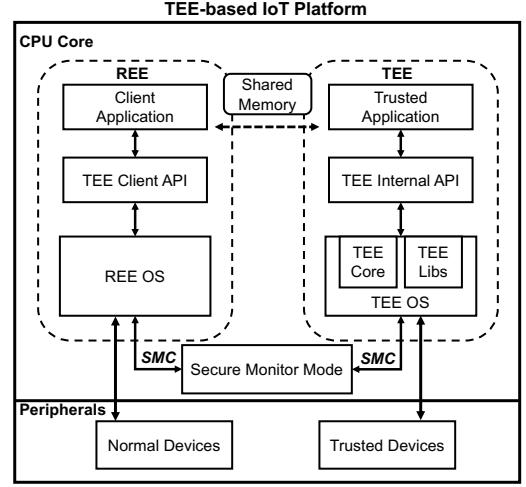 TEE-based IoT Platform
CPU Core
REE
Client
Application
TEE Client API
REE OS
Shared
Memory
TEE
Trusted
Application
TEE Internal API
TEE
Core
TEE
Libs
TEE OS
SMC
Secure Monitor Mode
SMC
Peripherals
Normal Devices
Trusted Devices